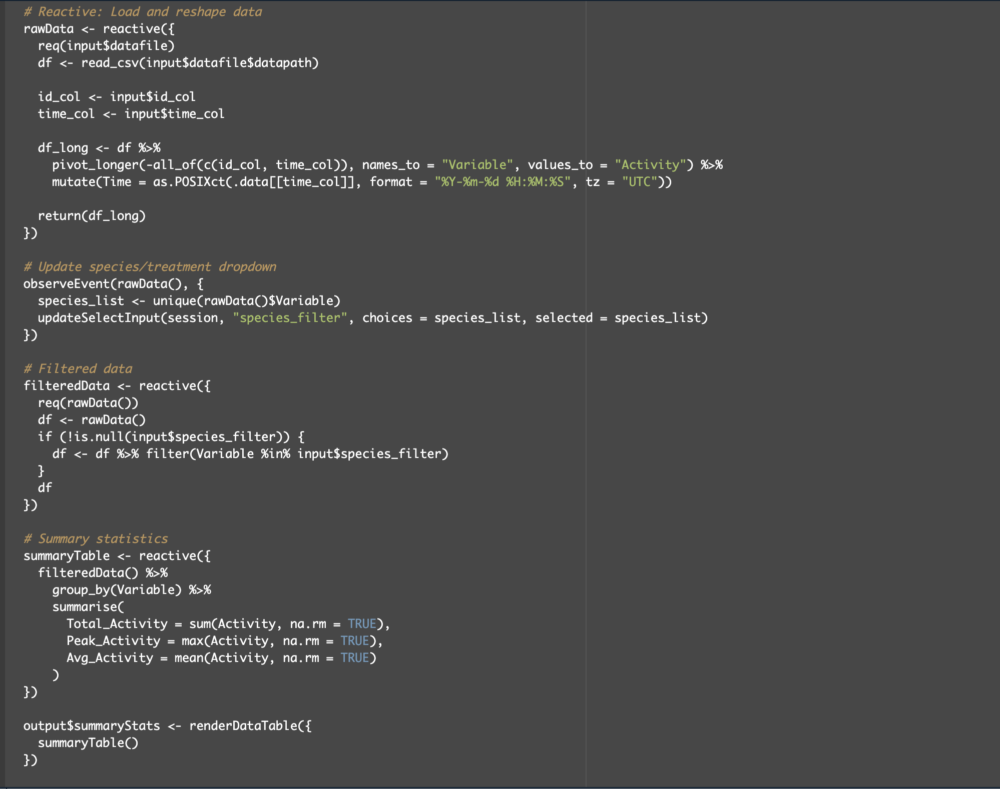 # Reactive: Load and reshape data
rawData <- reactive({
  req(input$datafile)
  df <- read_csv(input$datafile$datapath)

  id_col <- input$id_col
  time_col <- input$time_col

  df_long <- df %>%
    pivot_longer(-all_of(c(id_col, time_col)), names_to = "Variable", values_to = "Activity") %>%
    mutate(Time = as.POSIXct(.data[[time_col]], format = "%Y-%m-%d %H:%M:%S", tz = "UTC"))

  return(df_long)
})

# Update species/treatment dropdown
observeEvent(rawData(), {
  species_list <- unique(rawData()$Variable)
  updateSelectInput(session, "species_filter", choices = species_list, selected = species_list)
})

# Filtered data
filteredData <- reactive({
  req(rawData())
  df <- rawData()
  if (!is.null(input$species_filter)) {
    df <- df %>% filter(Variable %in% input$species_filter)
  }
  df
})

# Summary statistics
summaryTable <- reactive({
  filteredData() %>%
    group_by(Variable) %>%
    summarise(
      Total_Activity = sum(Activity, na.rm = TRUE),
      Peak_Activity = max(Activity, na.rm = TRUE),
      Avg_Activity = mean(Activity, na.rm = TRUE)
    )
})

output$summaryStats <- renderDataTable({
  summaryTable()
})